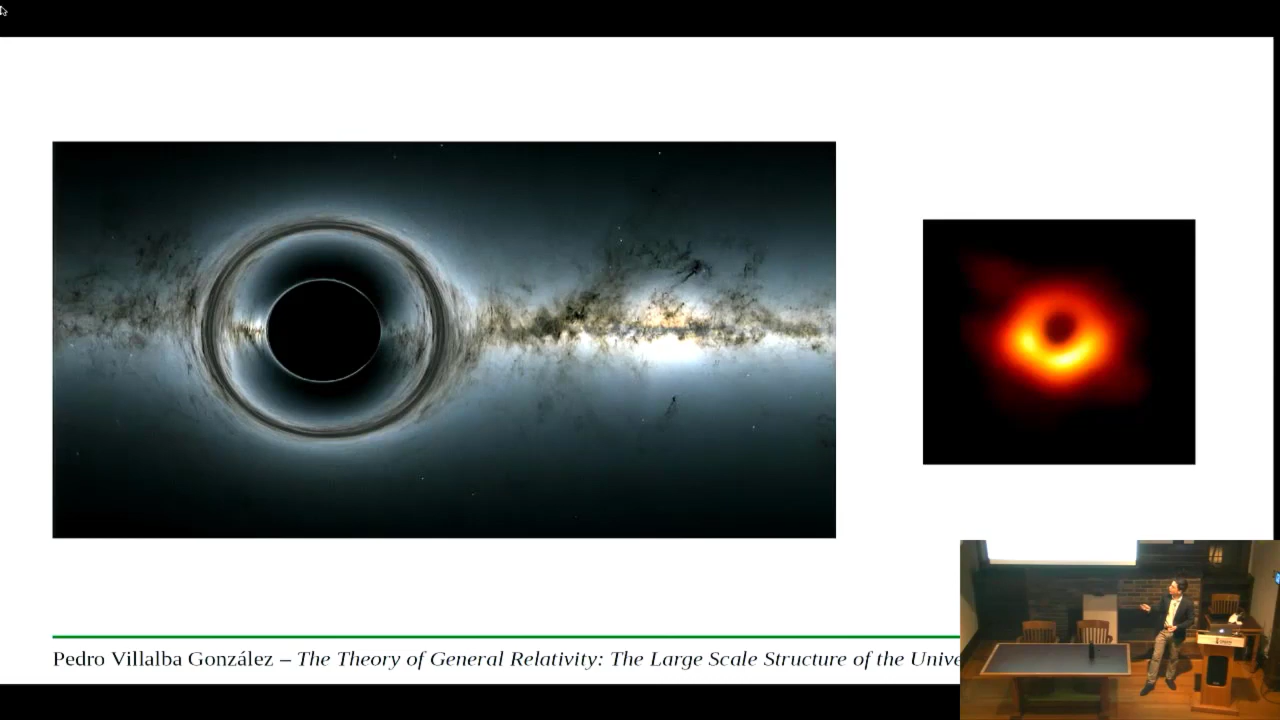 Pedro Villalba González – The Theory of General Relativity: The Large Scale Structure of the Unive